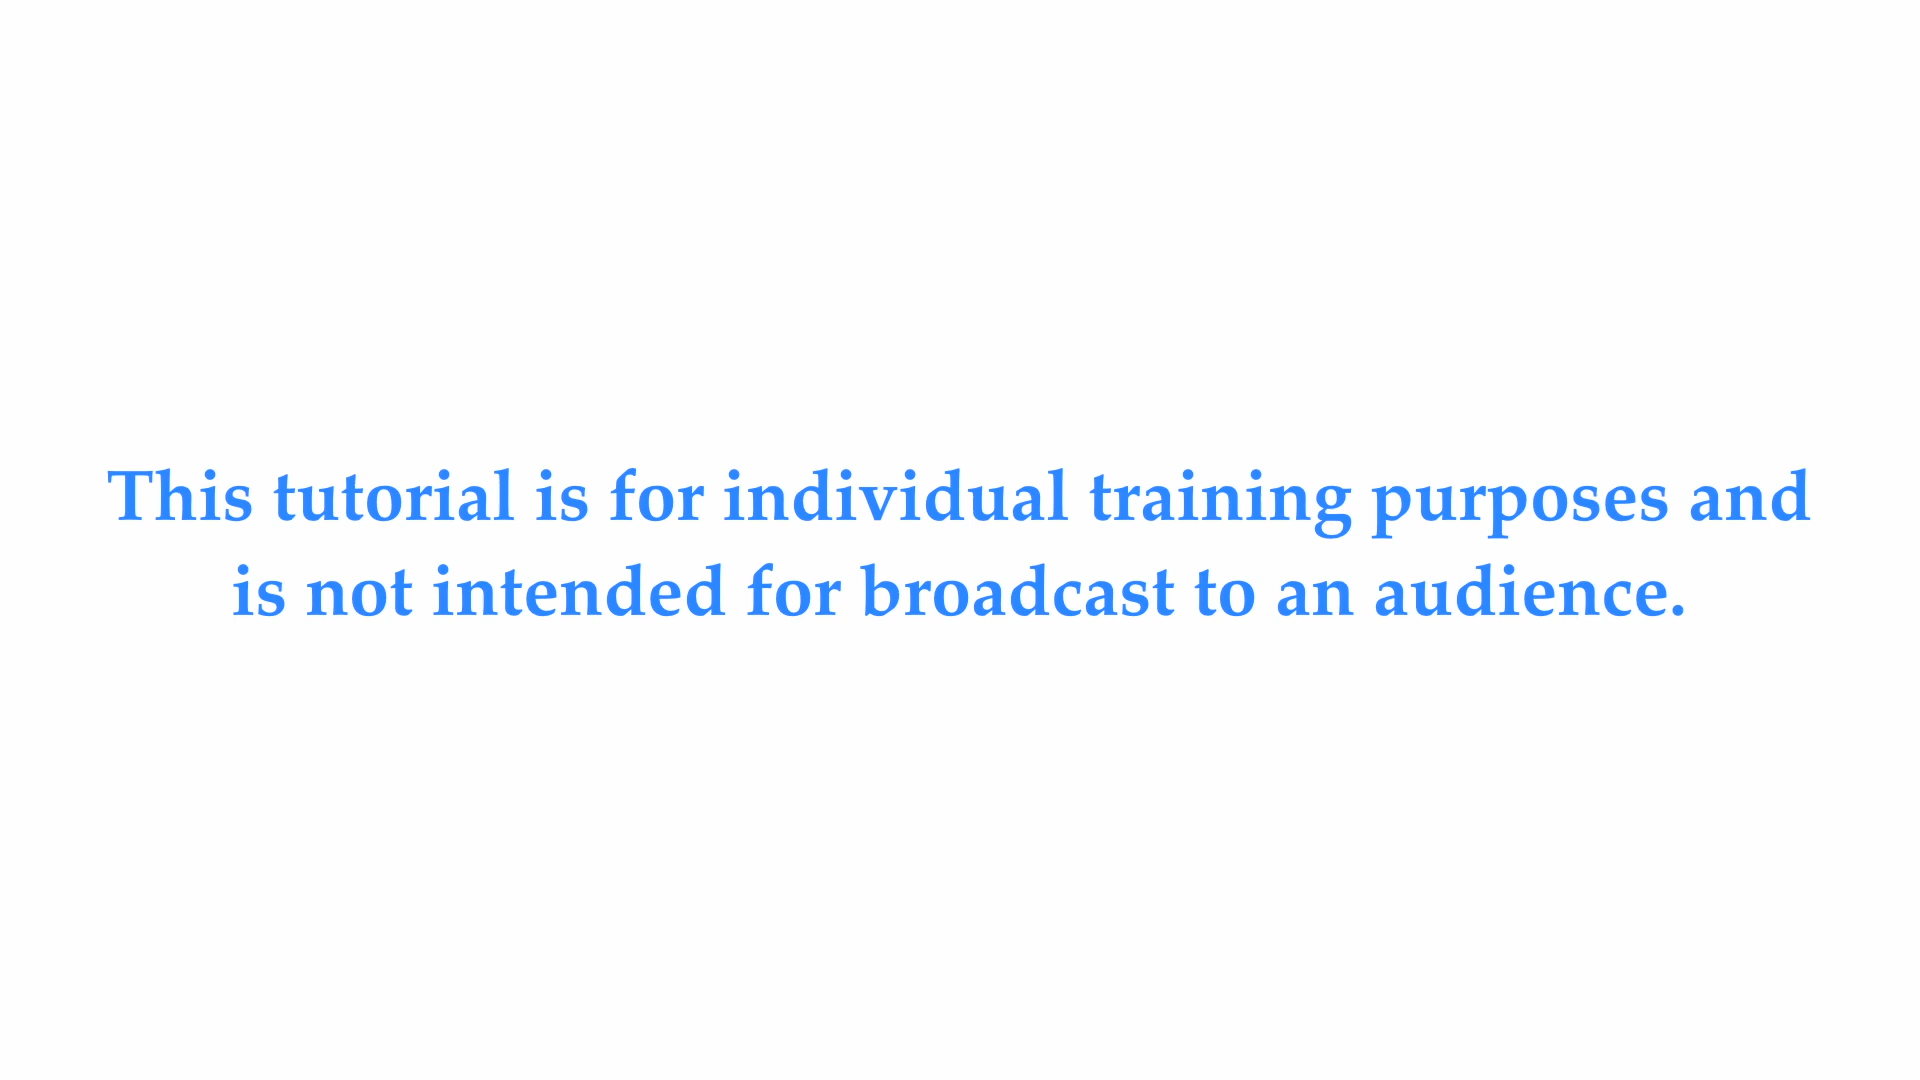 This tutorial is for individual training purposes and
is not intended for broadcast to an audience.